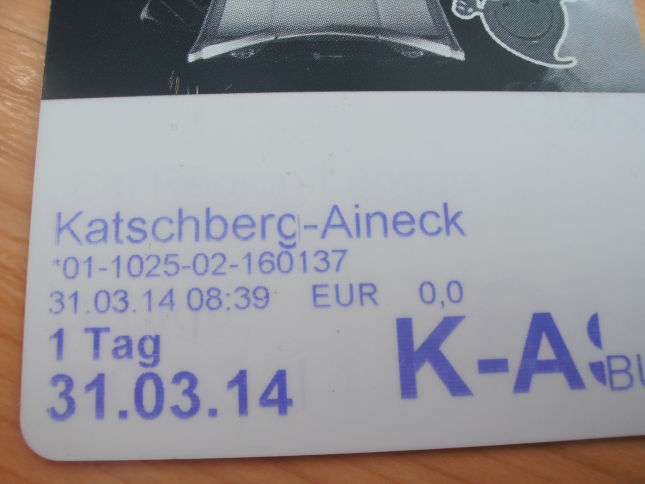 Katschberg-Aineck
*01-1025-02-160137
31.03.14 08:39 EUR 0,0
1 Tag
31.03.14
K-A